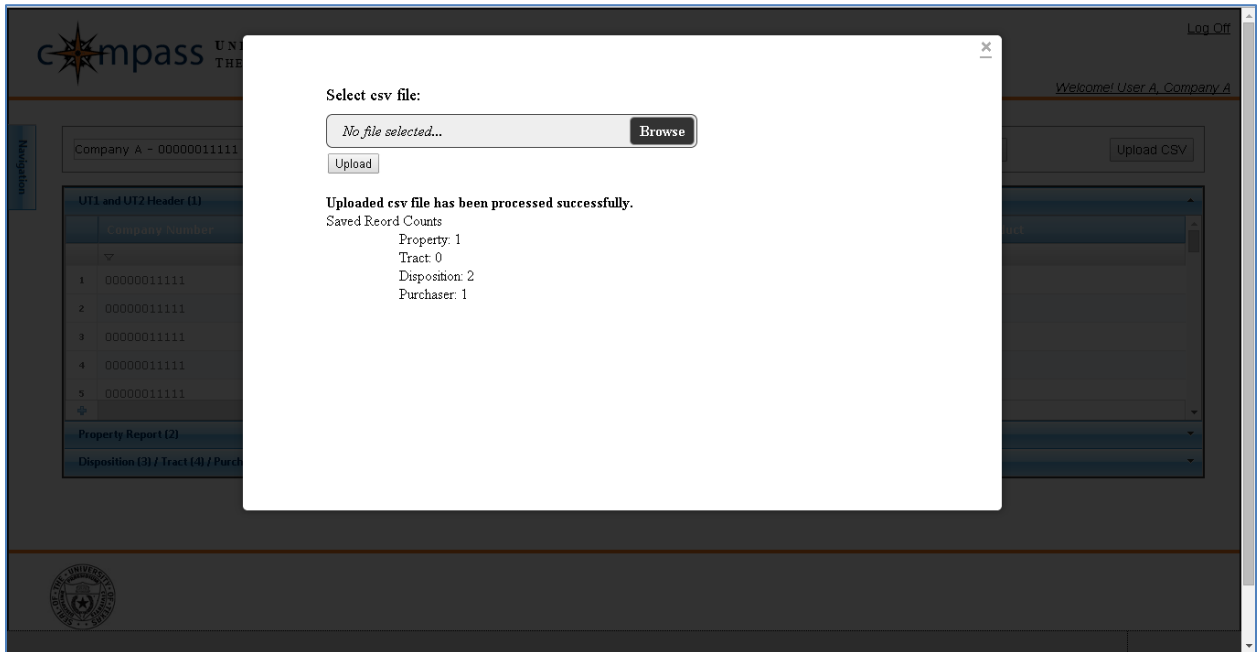 Log Off
compass UNI
THE
Welcome! User A, Company A
Select csv file:
No file selected...
Browse
Upload
Navigation
Company A - 00000011111
Upload CSV
Uploaded csv file has been processed successfully.
Saved Reord Counts
Property: 1
Tract: 0
Disposition: 2
Purchaser: 1
UT1 and UT2 Header (1)
Company Number
duct
1 00000011111
2 00000011111
3 00000011111
4 00000011111
5 00000011111
Property Report (2)
Disposition (3) / Tract (4) / Purch